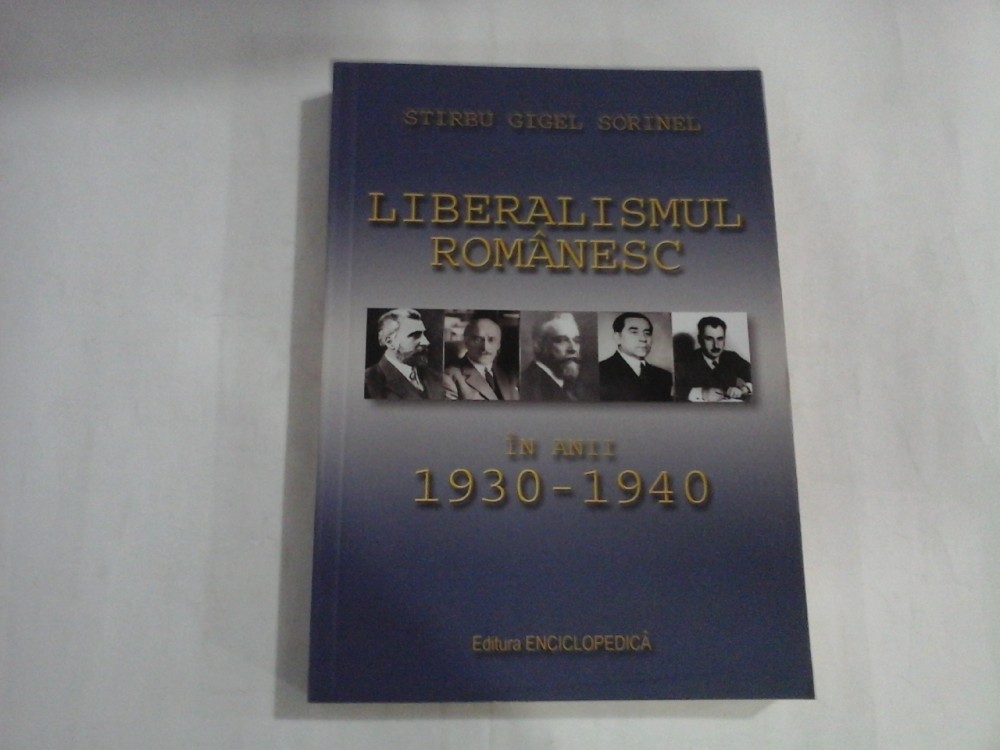 STIRBU GIGEL SORINEL
LIBERALISMUL
ROMÂNESC
ÎN ANII
1930-1940
Editura ENCICLOPEDICĂ